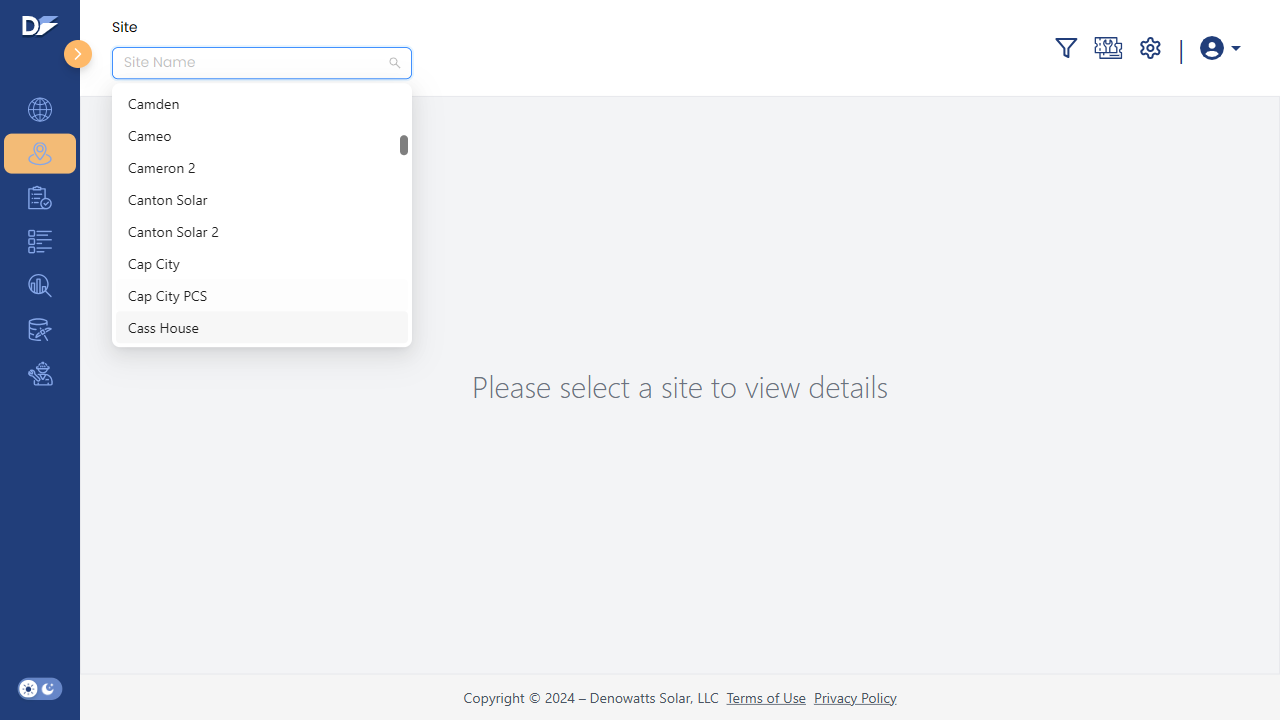 Site
Site Name
Camden
Cameo
Cameron 2
Canton Solar
Canton Solar 2
Cap City
Cap City PCS
Cass House
Please select a site to view details
Copyright © 2024 – Denowatts Solar, LLC Terms of Use Privacy Policy